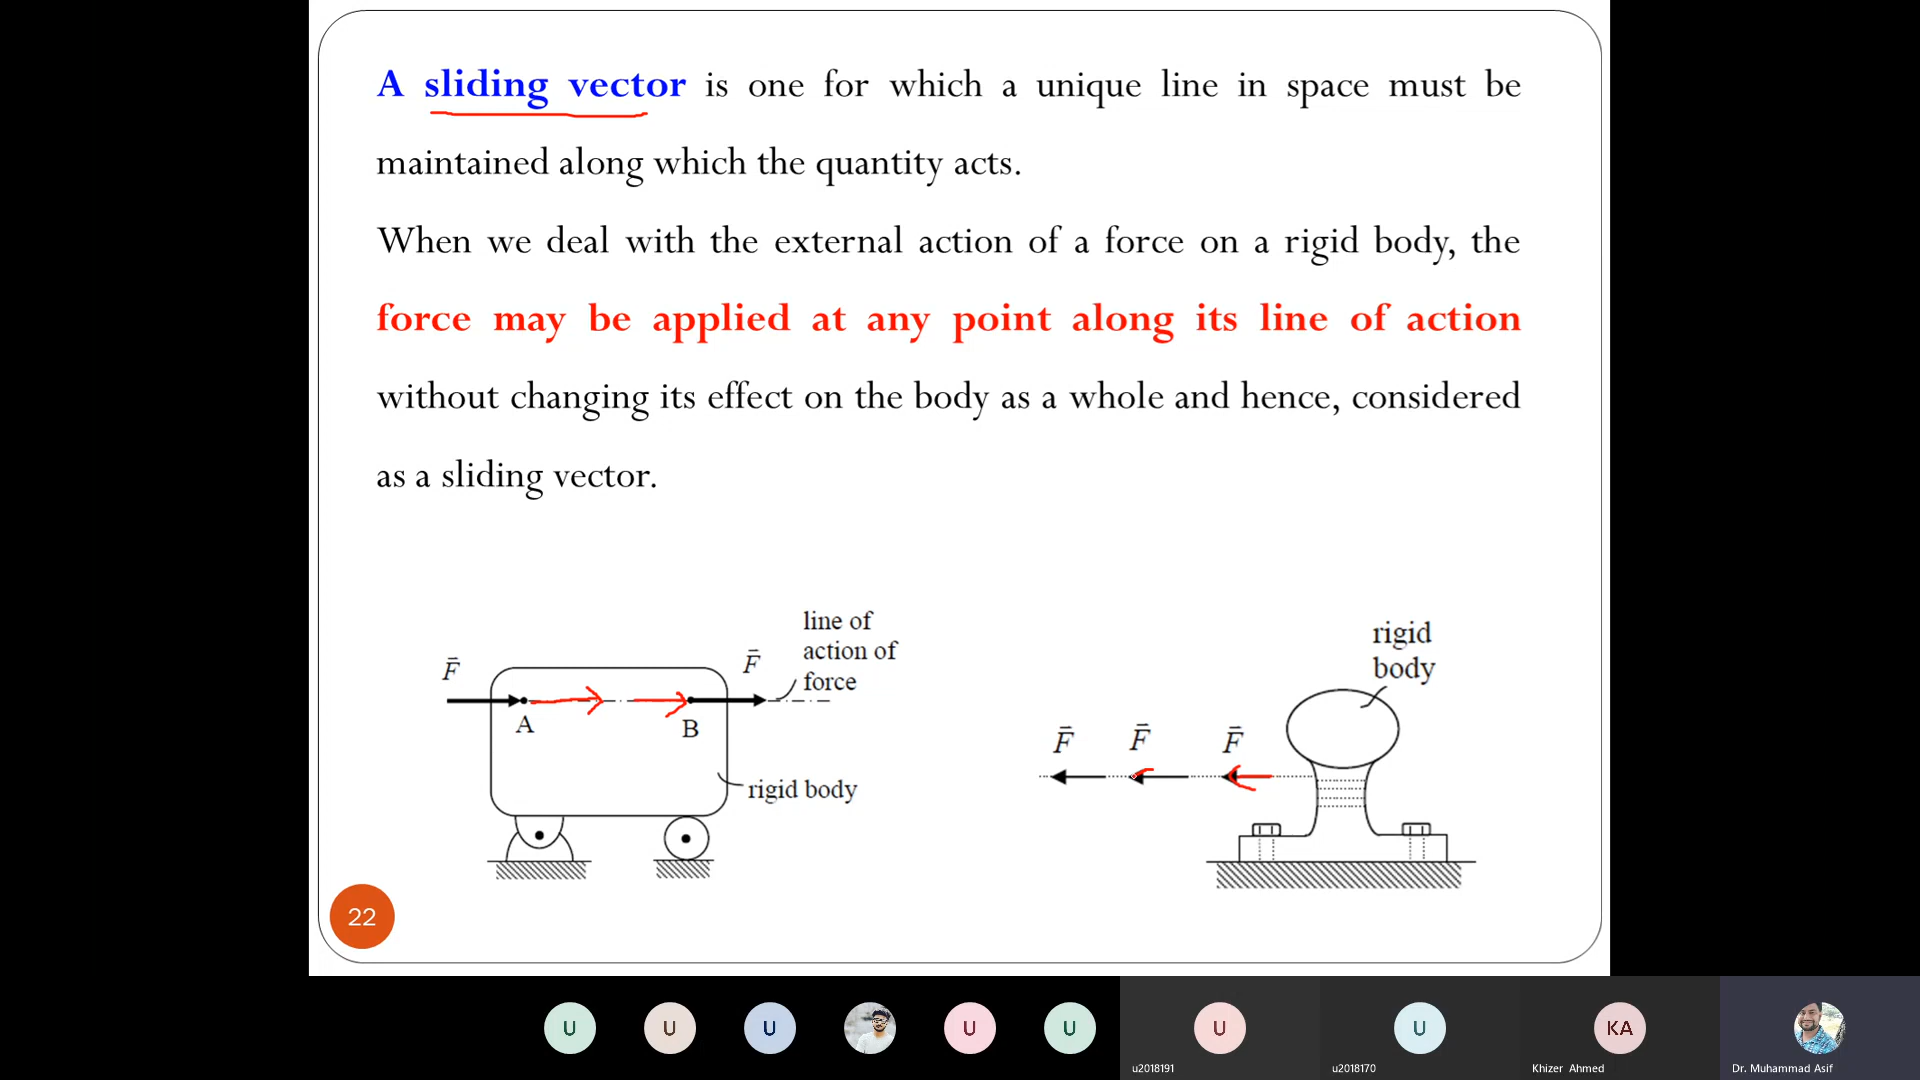 A sliding vector is one for which a unique line in space must be
maintained along which the quantity acts.
When we deal with the external action of a force on a rigid body, the
force may be applied at any point along its line of action
without changing its effect on the body as a whole and hence, considered
as a sliding vector.
line of
action of
force
F̄
F̄
A
B
rigid body
rigid
body
F̄
F̄
F̄
22
U
U
U
U
U
U
U
KA
u2018191
u2018170
Khizer Ahmed
Dr. Muhammad Asif